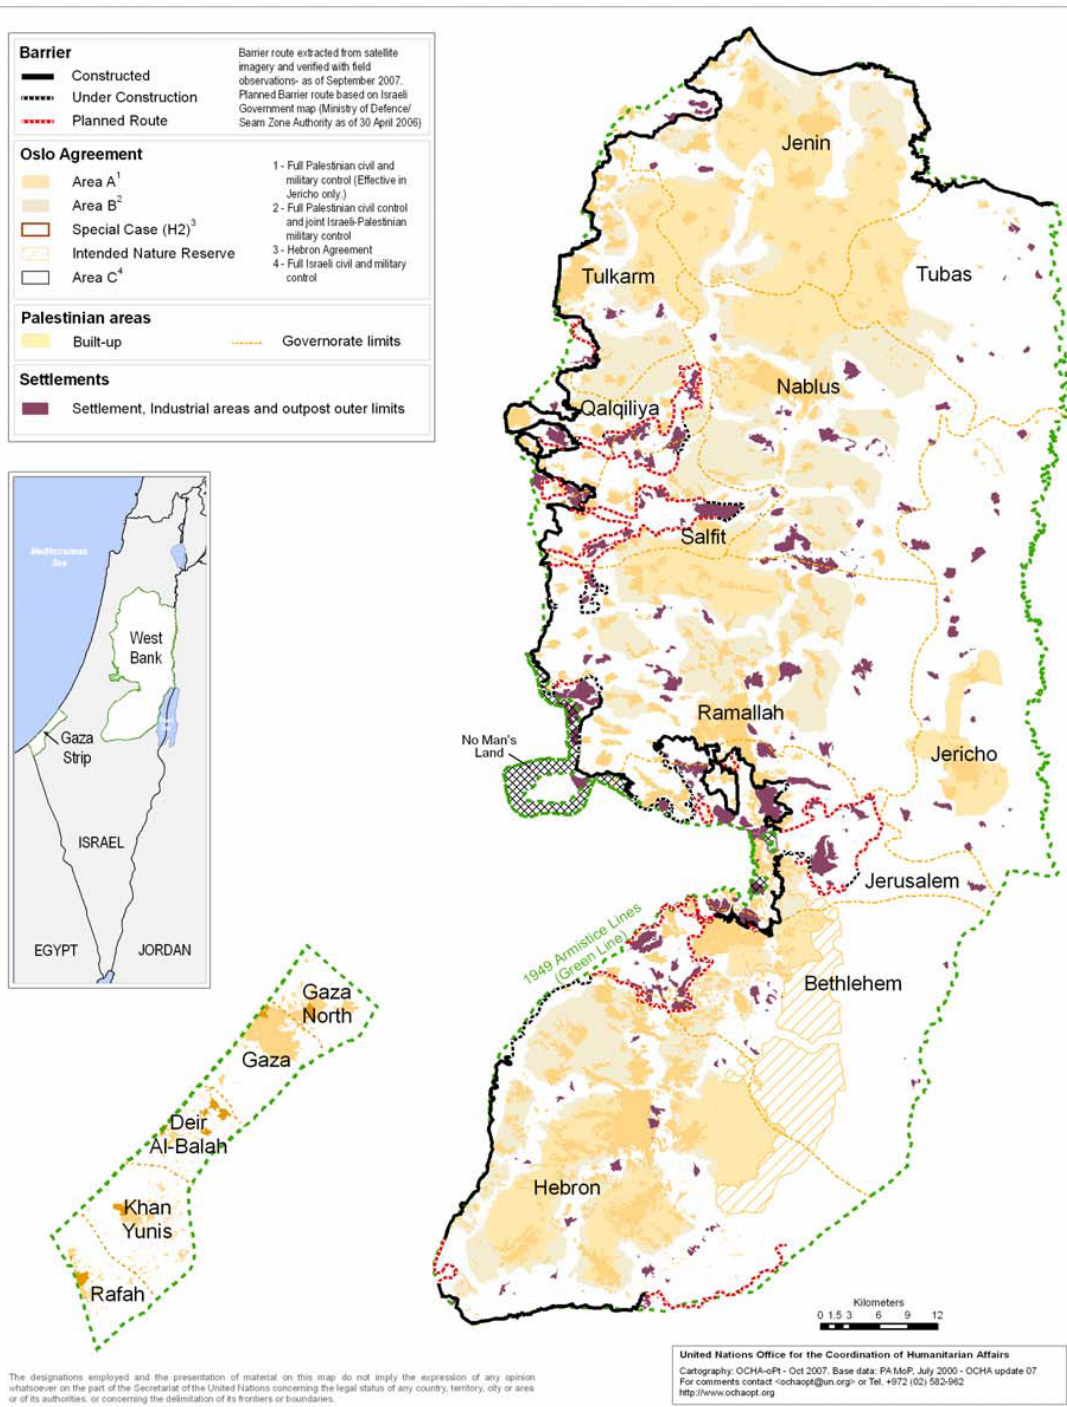 Barrier
Constructed
Under Construction
Planned Route
Barrier route extracted from satellite
imagery and verified with field
observations- as of September 2007.
Planned Barrier route based on Israeli
Government map (Ministry of Defence/
Seam Zone Authority as of 30 April 2006)
Oslo Agreement
Area A1
Area B2
Special Case (H2)3
Intended Nature Reserve
Area C4
1 - Full Palestinian civil and
military control (Effective in
Jericho only.)
2 - Full Palestinian civil control
and joint Israeli-Palestinian
military control
3 - Hebron Agreement
4 - Full Israeli civil and military
control
Palestinian areas
Built-up
Governorate limits
Settlements
Settlement, Industrial areas and outpost outer limits
Mediterranean
Sea
West
Bank
Gaza
Strip
ISRAEL
EGYPT
JORDAN
Jenin
Tulkarm
Tubas
Nablus
Qalqiliya
Salfit
Ramallah
No Man's
Land
Jericho
Jerusalem
1949 Armistice Lines
(Green Line)
Bethlehem
Hebron
Gaza
North
Gaza
Deir
Al-Balah
Khan
Yunis
Rafah
Kilometers
0 1.5 3 6 9 12
United Nations Office for the Coordination of Humanitarian Affairs
Cartography: OCHA-oPt - Oct 2007. Base data: PA MoP, July 2000 - OCHA update 07
For comments contact <ochaopt@un.org> or Tel. +972 (02) 582-962
http://www.ochaopt.org
The designations employed and the presentation of material on this map do not imply the expression of any opinion
whatsoever on the part of the Secretariat of the United Nations concerning the legal status of any country, territory, city or area
or of its authorities, or concerning the delimitation of its frontiers or boundaries.